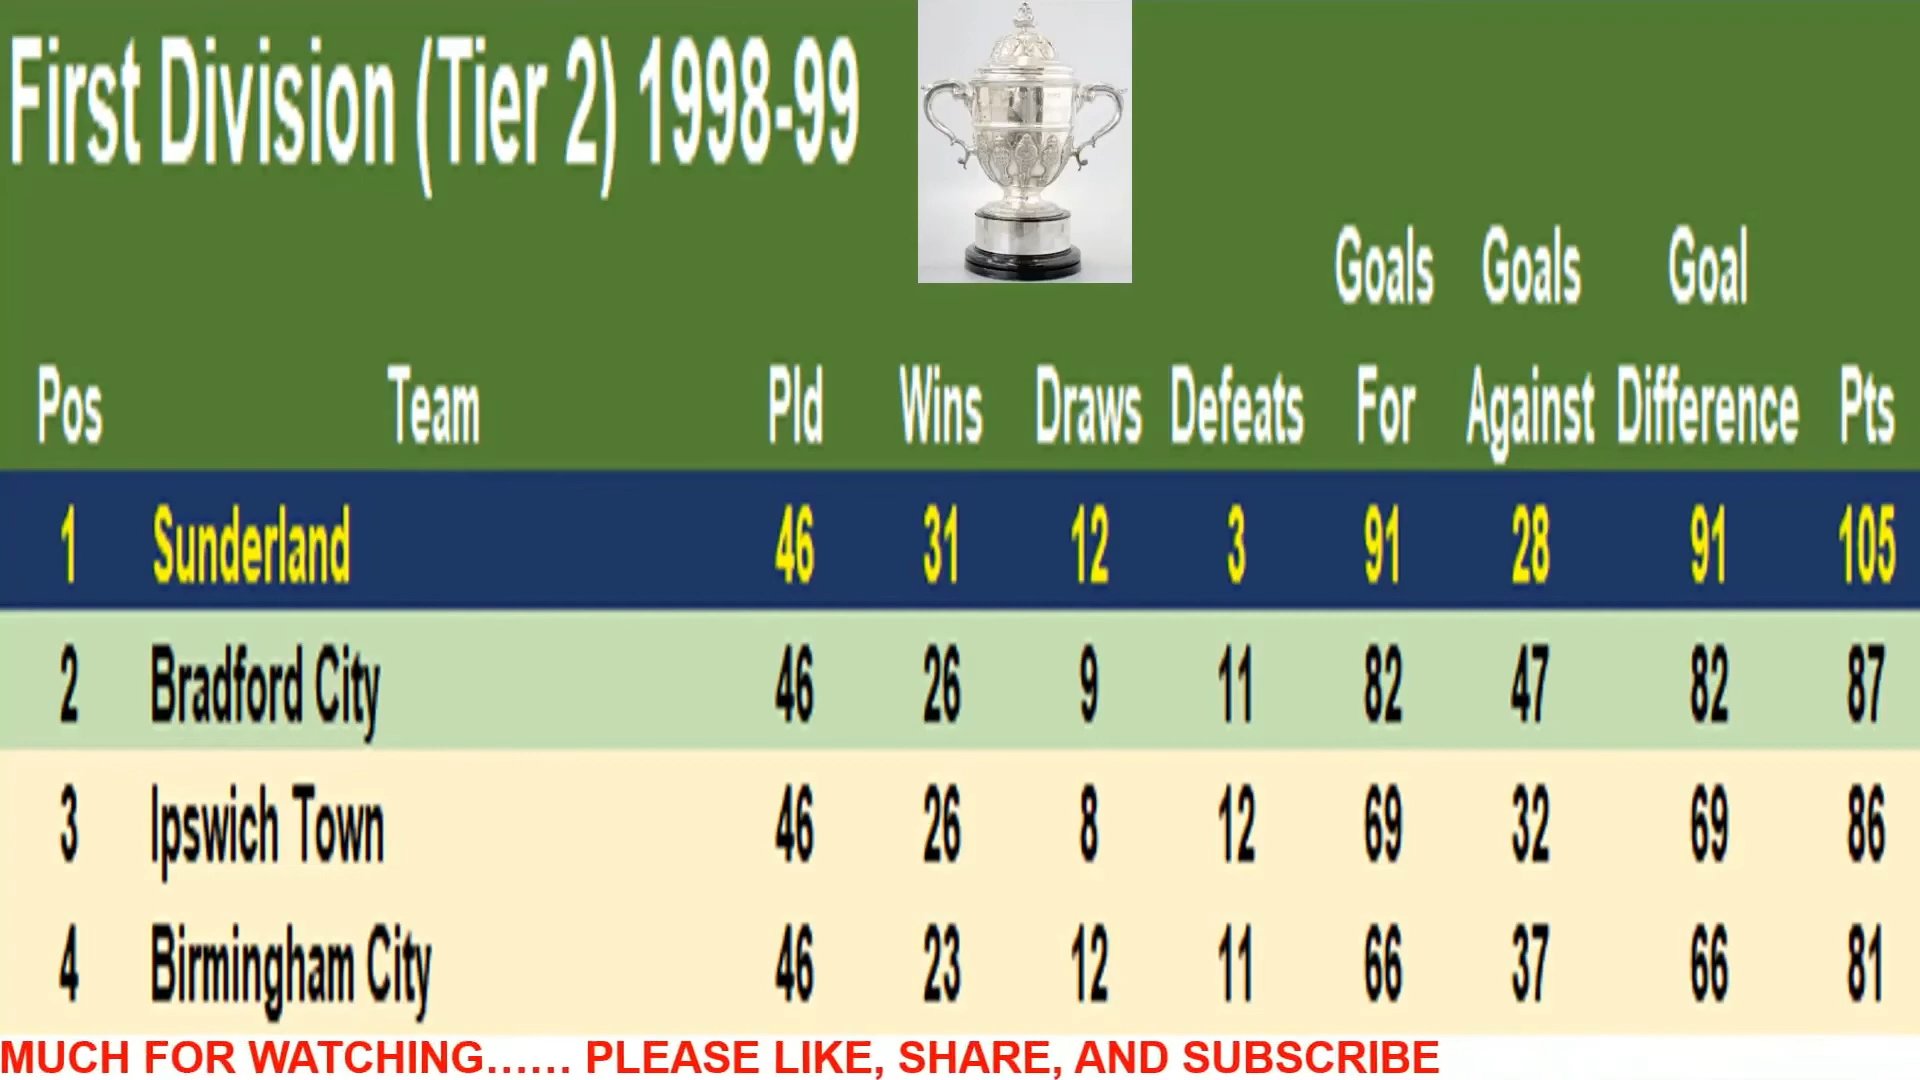 First Division (Tier 2) 1998-99
Goals Goals Goal
Pos Team Pld Wins Draws Defeats For Against Difference Pts
1 Sunderland 46 31 12 3 91 28 91 105
2 Bradford City 46 26 9 11 82 47 82 87
3 Ipswich Town 46 26 8 12 69 32 69 86
4 Birmingham City 46 23 12 11 66 37 66 81
MUCH FOR WATCHING...... PLEASE LIKE, SHARE, AND SUBSCRIBE